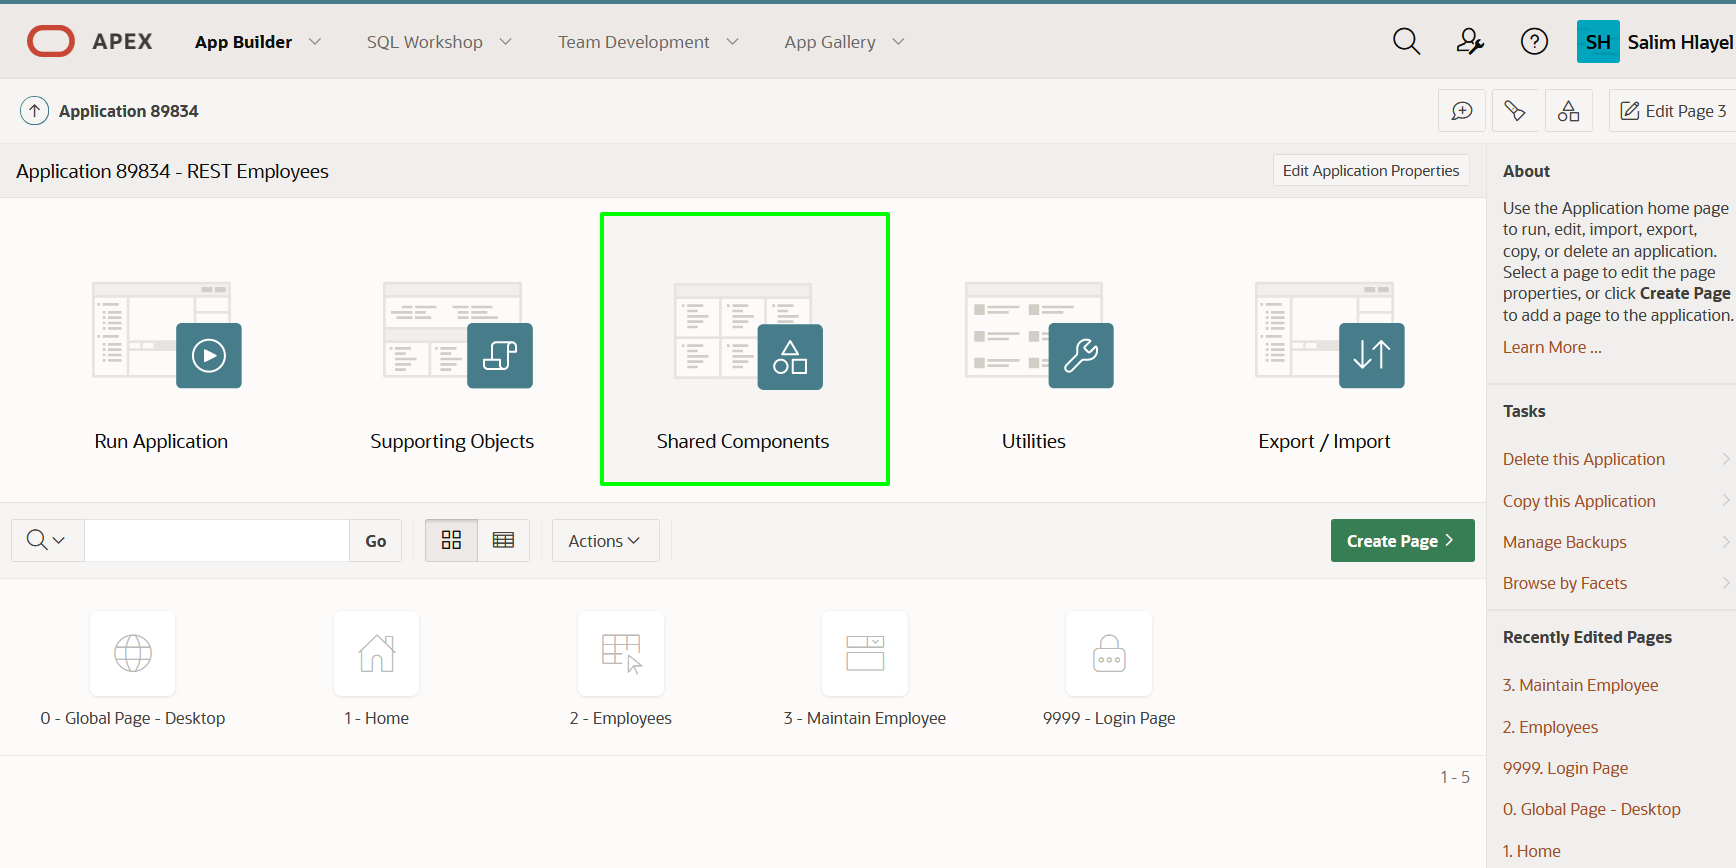 APEX
App Builder
SQL Workshop
Team Development
App Gallery
SH
Salim Hlayel
Application 89834
Edit Page 3
Application 89834 - REST Employees
Edit Application Properties
Run Application
Supporting Objects
Shared Components
Utilities
Export / Import
Go
Actions
Create Page
0 - Global Page - Desktop
1 - Home
2 - Employees
3 - Maintain Employee
9999 - Login Page
1 - 5
About
Use the Application home page
to run, edit, import, export,
copy, or delete an application.
Select a page to edit the page
properties, or click Create Page
to add a page to the application.
Learn More ...
Tasks
Delete this Application
Copy this Application
Manage Backups
Browse by Facets
Recently Edited Pages
3. Maintain Employee
2. Employees
9999. Login Page
0. Global Page - Desktop
1. Home